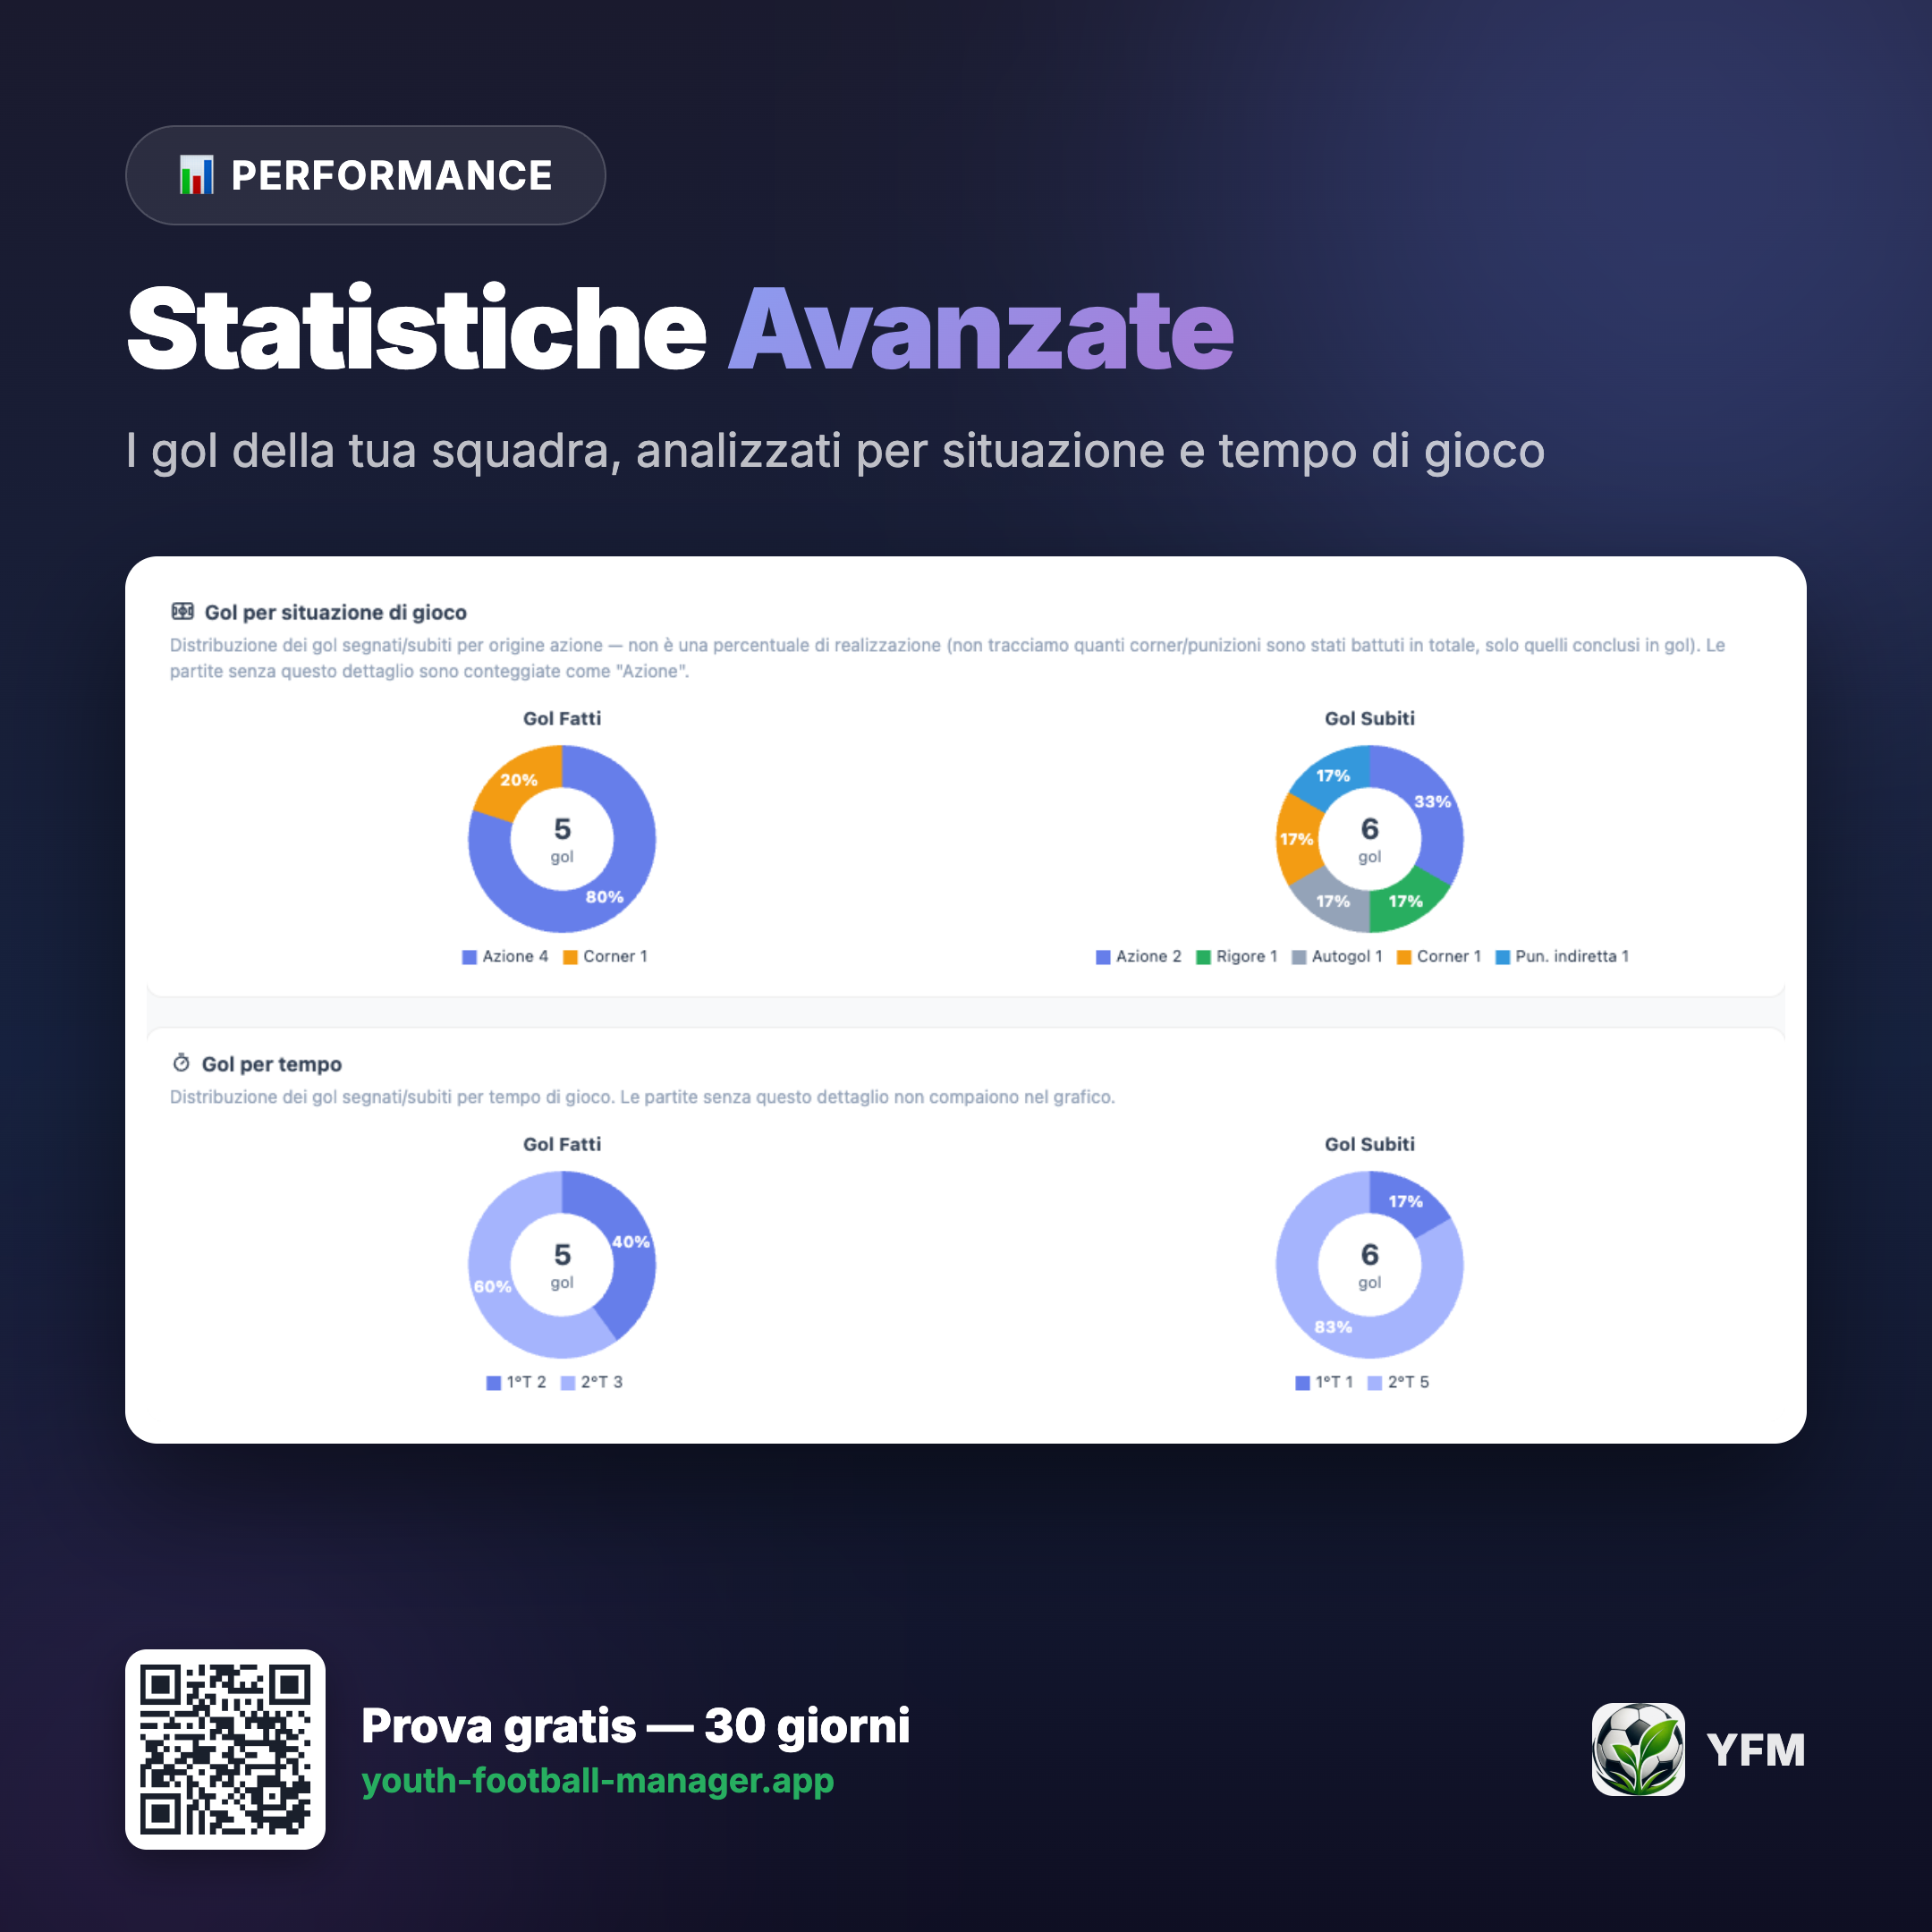 📊 PERFORMANCE
Statistiche Avanzate
I gol della tua squadra, analizzati per situazione e tempo di gioco
Gol per situazione di gioco
Distribuzione dei gol segnati/subiti per origine azione — non è una percentuale di realizzazione (non tracciamo quanti corner/punizioni sono stati battuti in totale, solo quelli conclusi in gol). Le
partite senza questo dettaglio sono conteggiate come "Azione".
Gol Fatti
20%
5
gol
80%
Azione 4 Corner 1
Gol Subiti
17%
33%
17%
6
gol
17%
17%
Azione 2 Rigore 1 Autogol 1 Corner 1 Pun. indiretta 1
Gol per tempo
Distribuzione dei gol segnati/subiti per tempo di gioco. Le partite senza questo dettaglio non compaiono nel grafico.
Gol Fatti
40%
5
gol
60%
1°T 2 2°T 3
Gol Subiti
17%
6
gol
83%
1°T 1 2°T 5
Prova gratis — 30 giorni
youth-football-manager.app
YFM